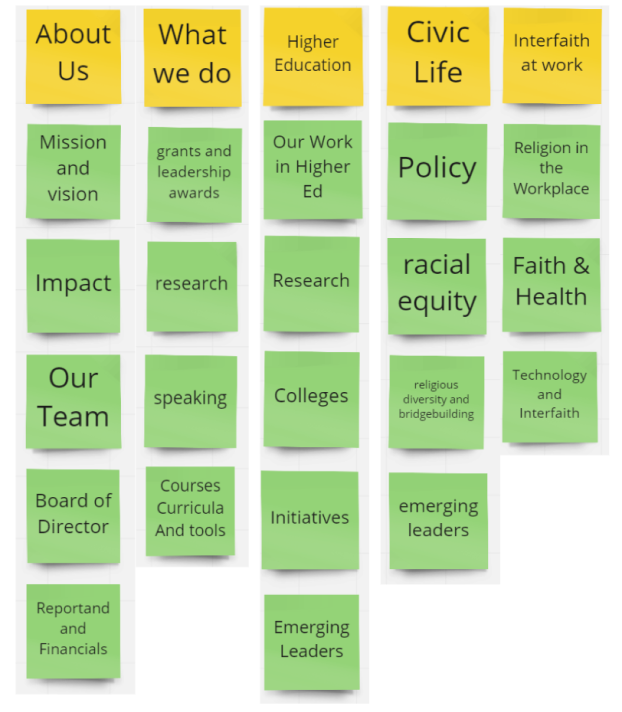 About
Us
What
we do
Higher
Education
Civic
Life
Interfaith
at work
Mission
and
vision
grants and
leadership
awards
Our Work
in Higher
Ed
Policy
Religion in
the
Workplace
Impact
research
Research
racial
equity
Faith &
Health
Our
Team
speaking
Colleges
religious
diversity and
bridgebuilding
Technology
and
Interfaith
Board of
Director
Courses
Curricula
And tools
Initiatives
emerging
leaders
Reportand
and
Financials
Emerging
Leaders